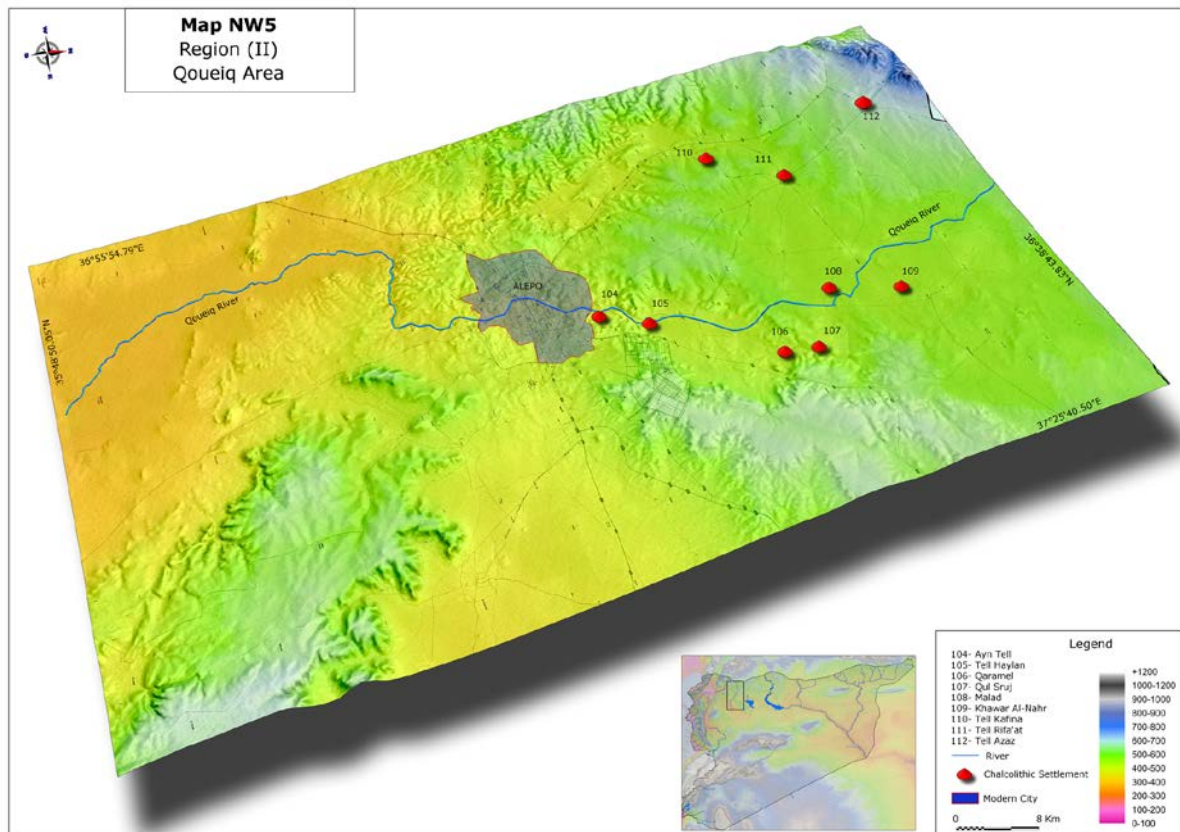 Map NW5
Region (II)
Qoueiq Area
112
110
111
Qoueiq River
36°55'54.79"E
36°38'43.83"N
108
109
Qoueiq River
ALEPO
104
105
106
107
35°48'50.05"N
37°25'40.50"E
Legend
104- Ayn Tell
105- Tell Haylan
106- Qaramel
107- Qul Sruj
108- Malad
109- Khawar Al-Nahr
110- Tell Kafina
111- Tell Rifa'at
112- Tell Azaz
River
Chalcolithic Settlement
Modern City
0 8 Km
+1200
1000-1200
900-1000
800-900
700-800
600-700
500-600
400-500
300-400
200-300
100-200
0-100